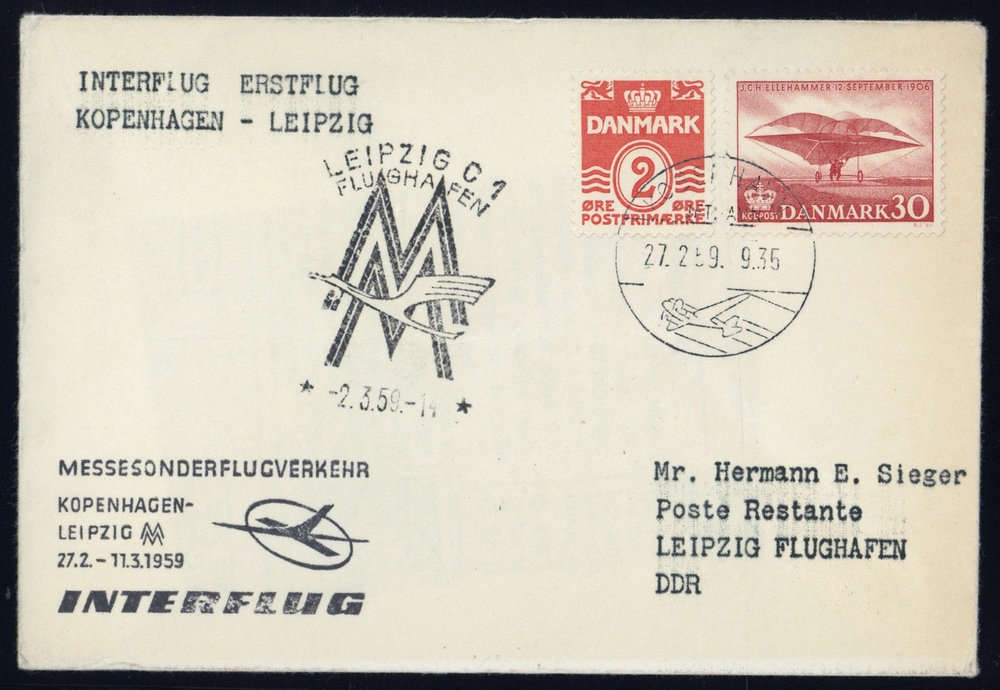 INTERFLUG ERSTFLUG
KOPENHAGEN - LEIPZIG
LEIPZIG C 1
FLUGHAFEN
-2.3.59.-14
DANMARK
2
ØRE ØRE
POSTFRIMÆRKE
J.C.H ELLEHAMMER·12·SEPTEMBER·1906
KGL·POST DANMARK 30
27.2 59. 9.35
MESSESONDERFLUGVERKEHR
KOPENHAGEN-
LEIPZIG MM
27.2. - 11.3.1959
INTERFLUG
Mr. Hermann E. Sieger
Poste Restante
LEIPZIG FLUGHAFEN
DDR